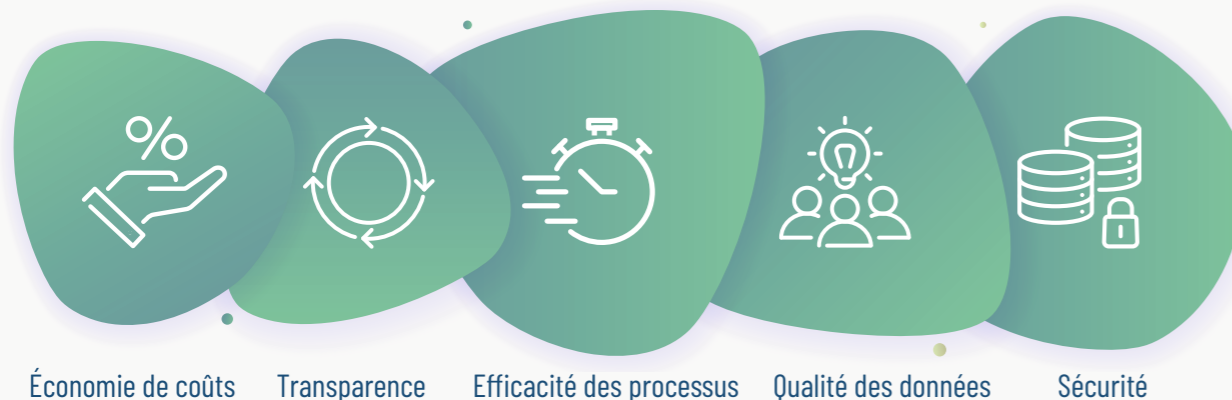 Économie de coûts
Transparence
Efficacité des processus
Qualité des données
Sécurité